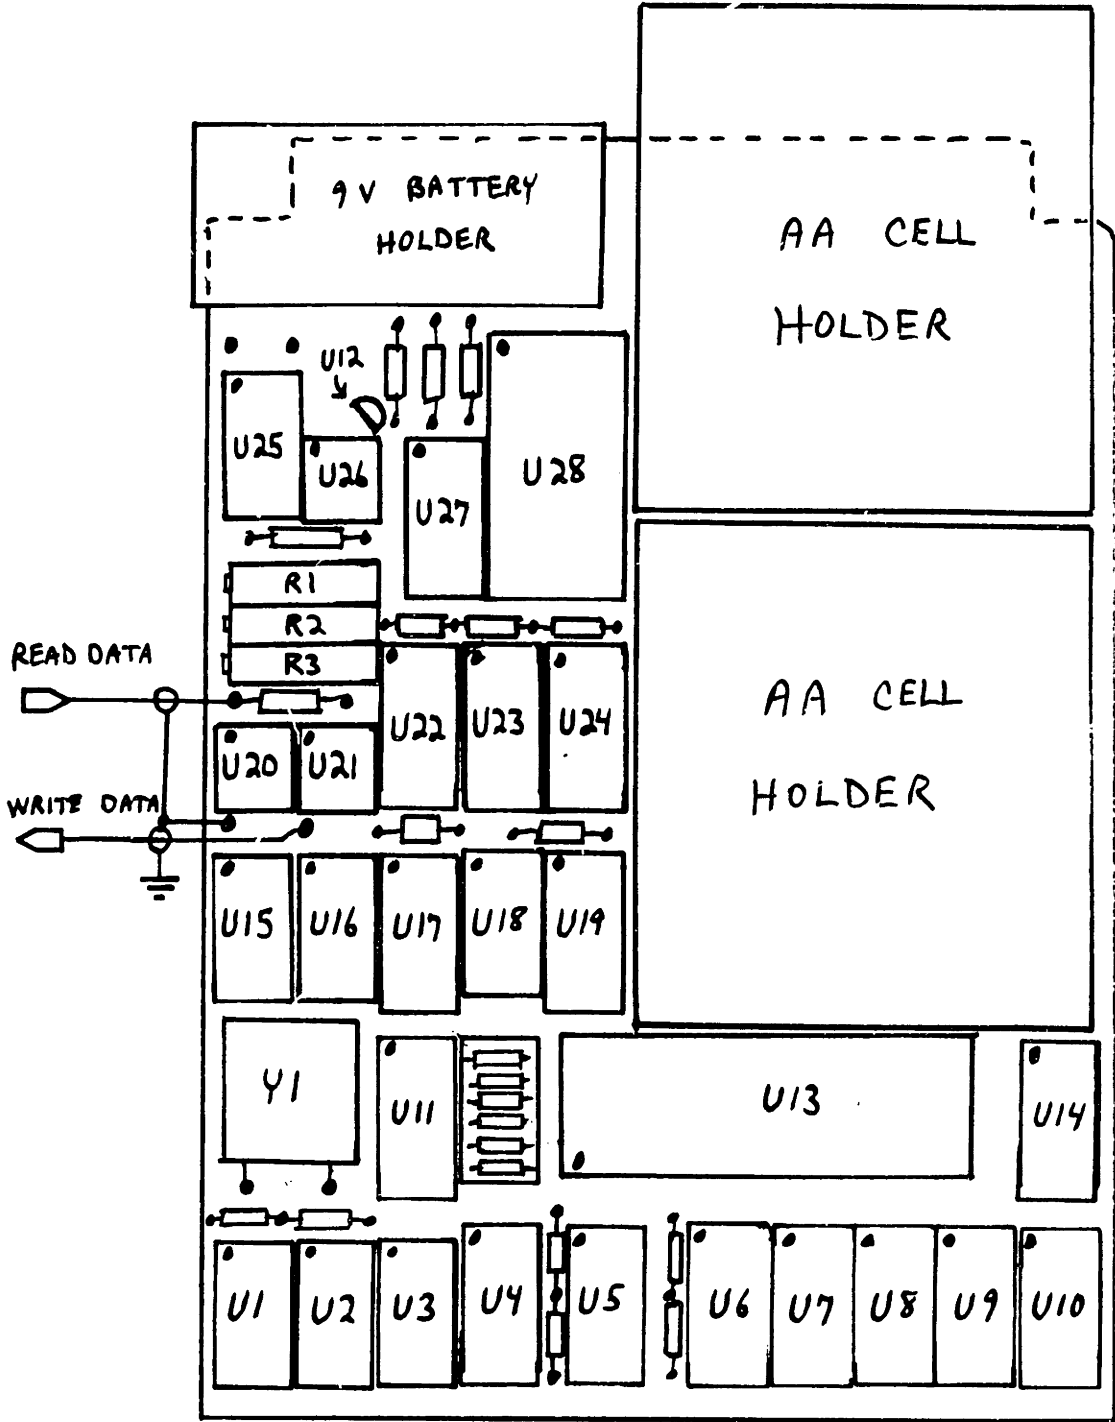 9V BATTERY
HOLDER
AA CELL
HOLDER
U12
U25
U26
U27
U28
R1
R2
R3
READ DATA
AA CELL
HOLDER
U22
U23
U24
U20
U21
WRITE DATA
U15
U16
U17
U18
U19
Y1
U11
U13
U14
U1
U2
U3
U4
U5
U6
U7
U8
U9
U10